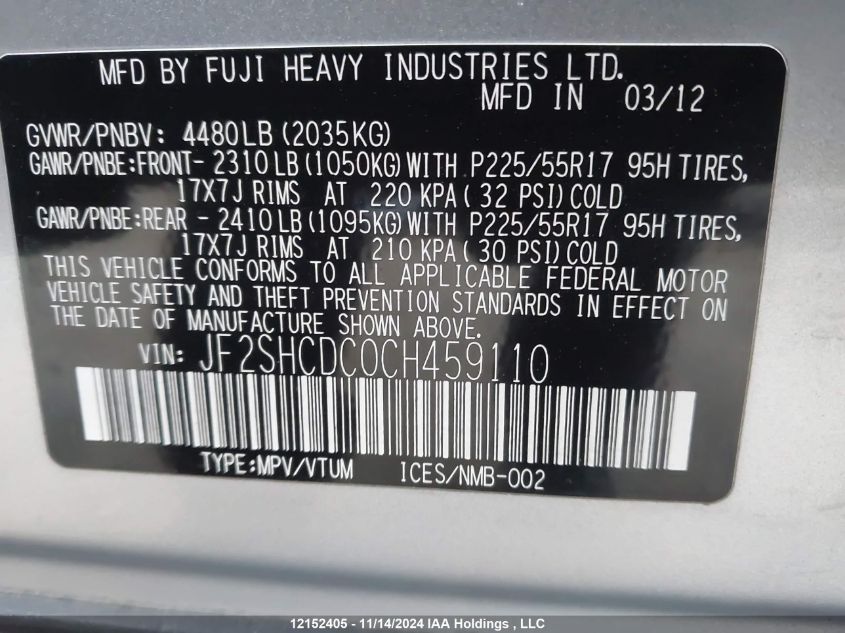 MFD BY FUJI HEAVY INDUSTRIES LTD.
MFD IN 03/12
GVWR/PNBV: 4480LB (2035KG)
GAWR/PNBE:FRONT- 2310 LB (1050KG) WITH P225/55R17 95H TIRES,
17X7J RIMS AT 220 KPA ( 32 PSI) COLD
GAWR/PNBE:REAR - 2410 LB (1095KG) WITH P225/55R17 95H TIRES,
17X7J RIMS AT 210 KPA ( 30 PSI) COLD
THIS VEHICLE CONFORMS TO ALL APPLICABLE FEDERAL MOTOR
VEHICLE SAFETY AND THEFT PREVENTION STANDARDS IN EFFECT ON
THE DATE OF MANUFACTURE SHOWN ABOVE.
VIN: JF2SHCDC0CH459110
TYPE:MPV/VTUM ICES/NMB-002
12152405 - 11/14/2024 IAA Holdings , LLC